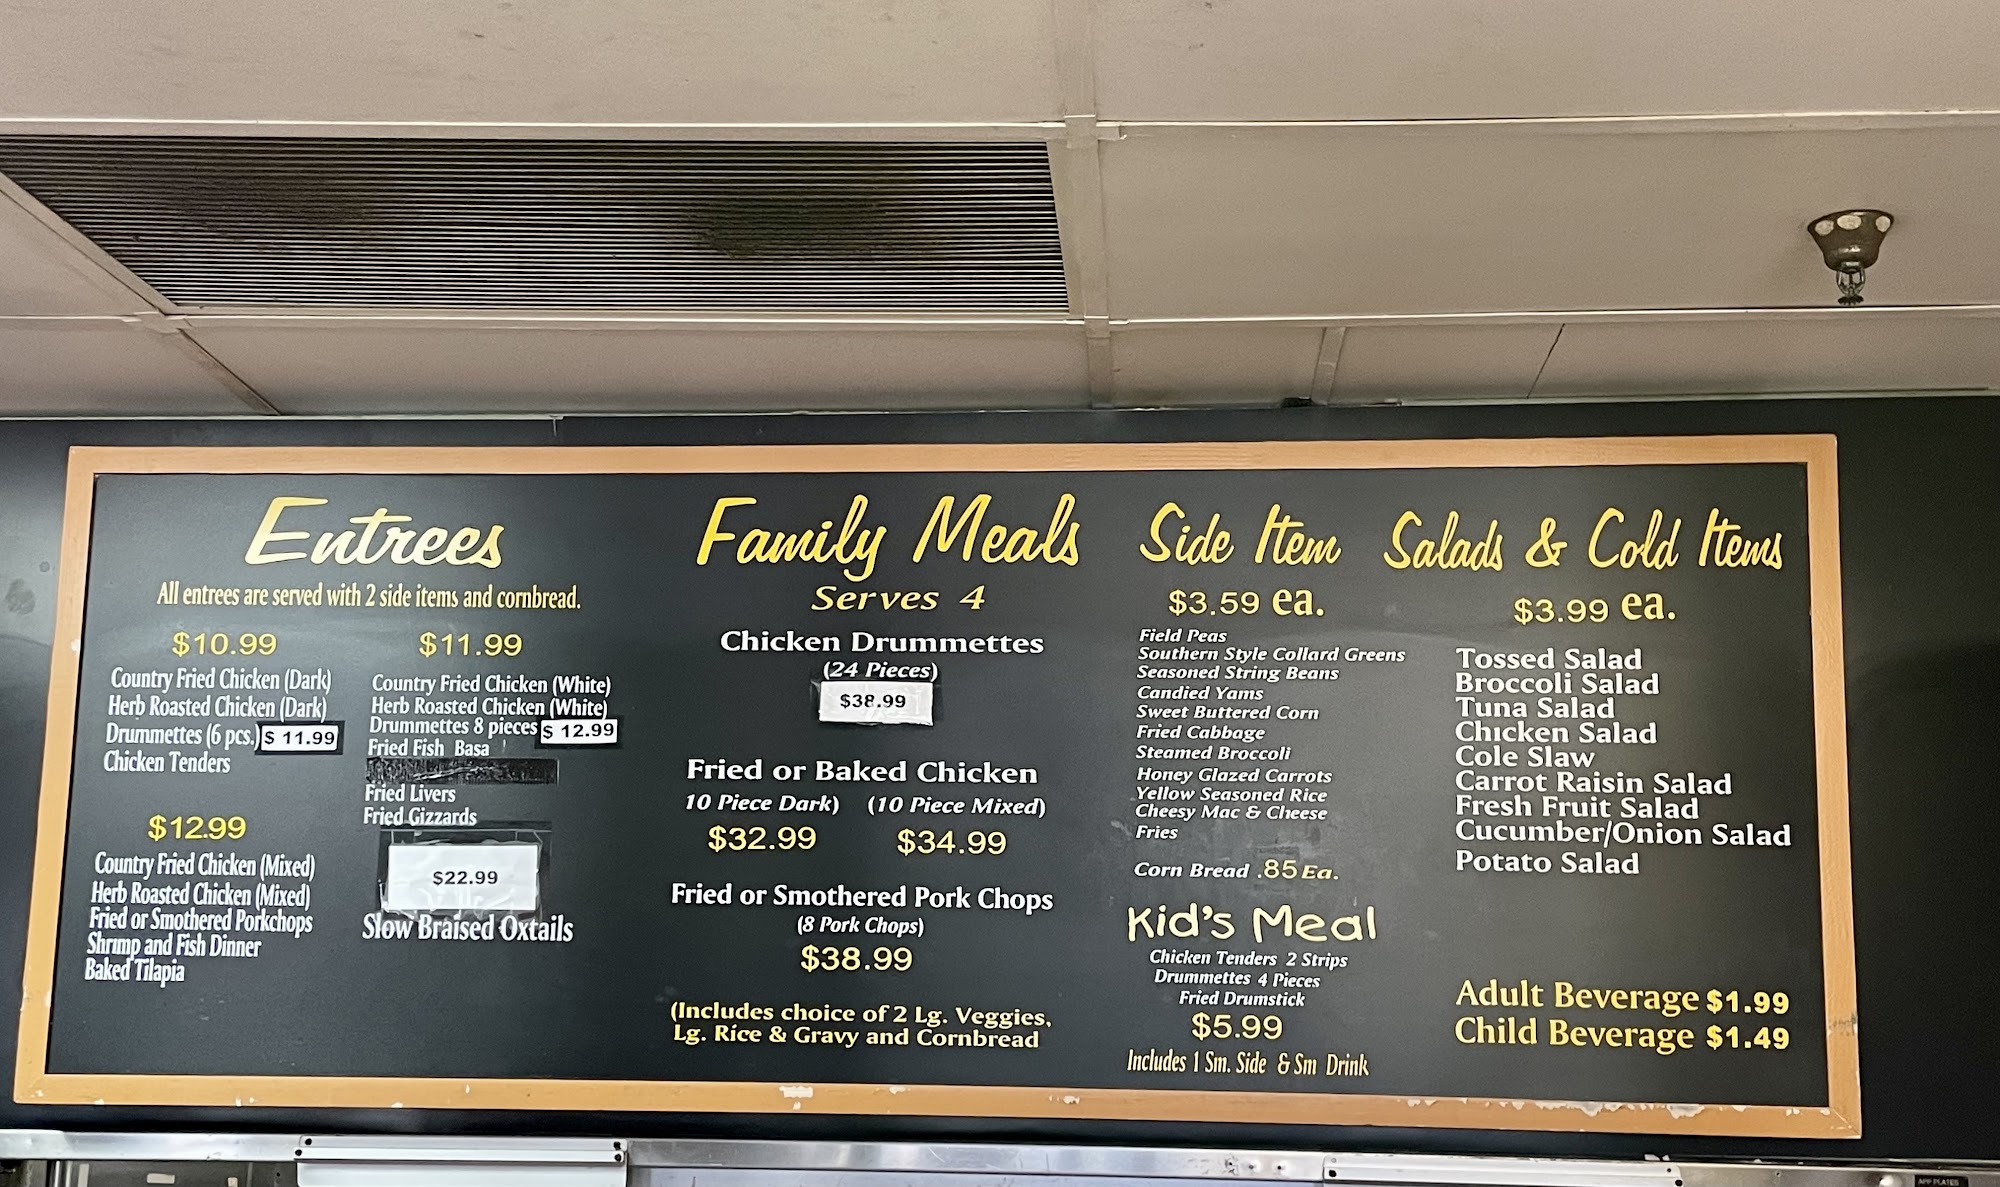 Entrees
All entrees are served with 2 side items and cornbread.
$10.99
Country Fried Chicken (Dark)
Herb Roasted Chicken (Dark)
Drummettes (6 pcs.) $ 11.99
Chicken Tenders
$12.99
Country Fried Chicken (Mixed)
Herb Roasted Chicken (Mixed)
Fried or Smothered Porkchops
Shrimp and Fish Dinner
Baked Tilapia
$11.99
Country Fried Chicken (White)
Herb Roasted Chicken (White)
Drummettes 8 pieces $ 12.99
Fried Fish Basa
Fried Livers
Fried Gizzards
$22.99
Slow Braised Oxtails
Family Meals
Serves 4
Chicken Drummettes
(24 Pieces)
$38.99
Fried or Baked Chicken
10 Piece Dark) (10 Piece Mixed)
$32.99 $34.99
Fried or Smothered Pork Chops
(8 Pork Chops)
$38.99
(Includes choice of 2 Lg. Veggies,
Lg. Rice & Gravy and Cornbread
Side Item
$3.59 ea.
Field Peas
Southern Style Collard Greens
Seasoned String Beans
Candied Yams
Sweet Buttered Corn
Fried Cabbage
Steamed Broccoli
Honey Glazed Carrots
Yellow Seasoned Rice
Cheesy Mac & Cheese
Fries
Corn Bread .85 Ea.
Kid's Meal
Chicken Tenders 2 Strips
Drummettes 4 Pieces
Fried Drumstick
$5.99
Includes 1 Sm. Side & Sm Drink
Salads & Cold Items
$3.99 ea.
Tossed Salad
Broccoli Salad
Tuna Salad
Chicken Salad
Cole Slaw
Carrot Raisin Salad
Fresh Fruit Salad
Cucumber/Onion Salad
Potato Salad
Adult Beverage $1.99
Child Beverage $1.49